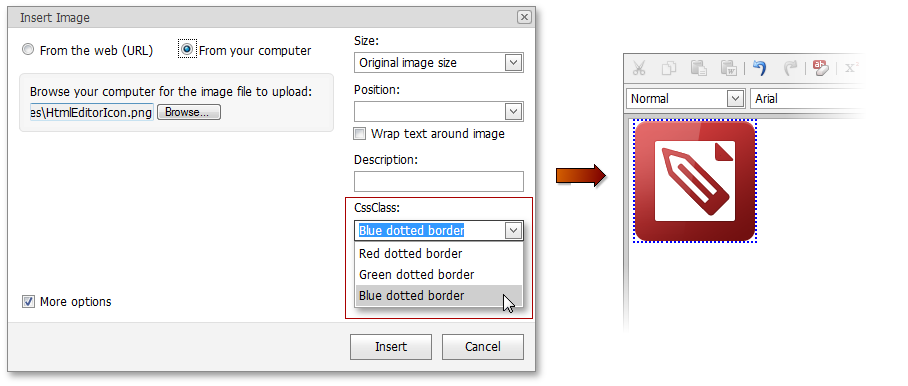 Insert Image
From the web (URL)
From your computer
Browse your computer for the image file to upload:
es\HtmlEditorIcon.png
Browse...
More options
Size:
Original image size
Position:
Wrap text around image
Description:
CssClass:
Blue dotted border
Red dotted border
Green dotted border
Blue dotted border
Insert
Cancel
Normal
Arial